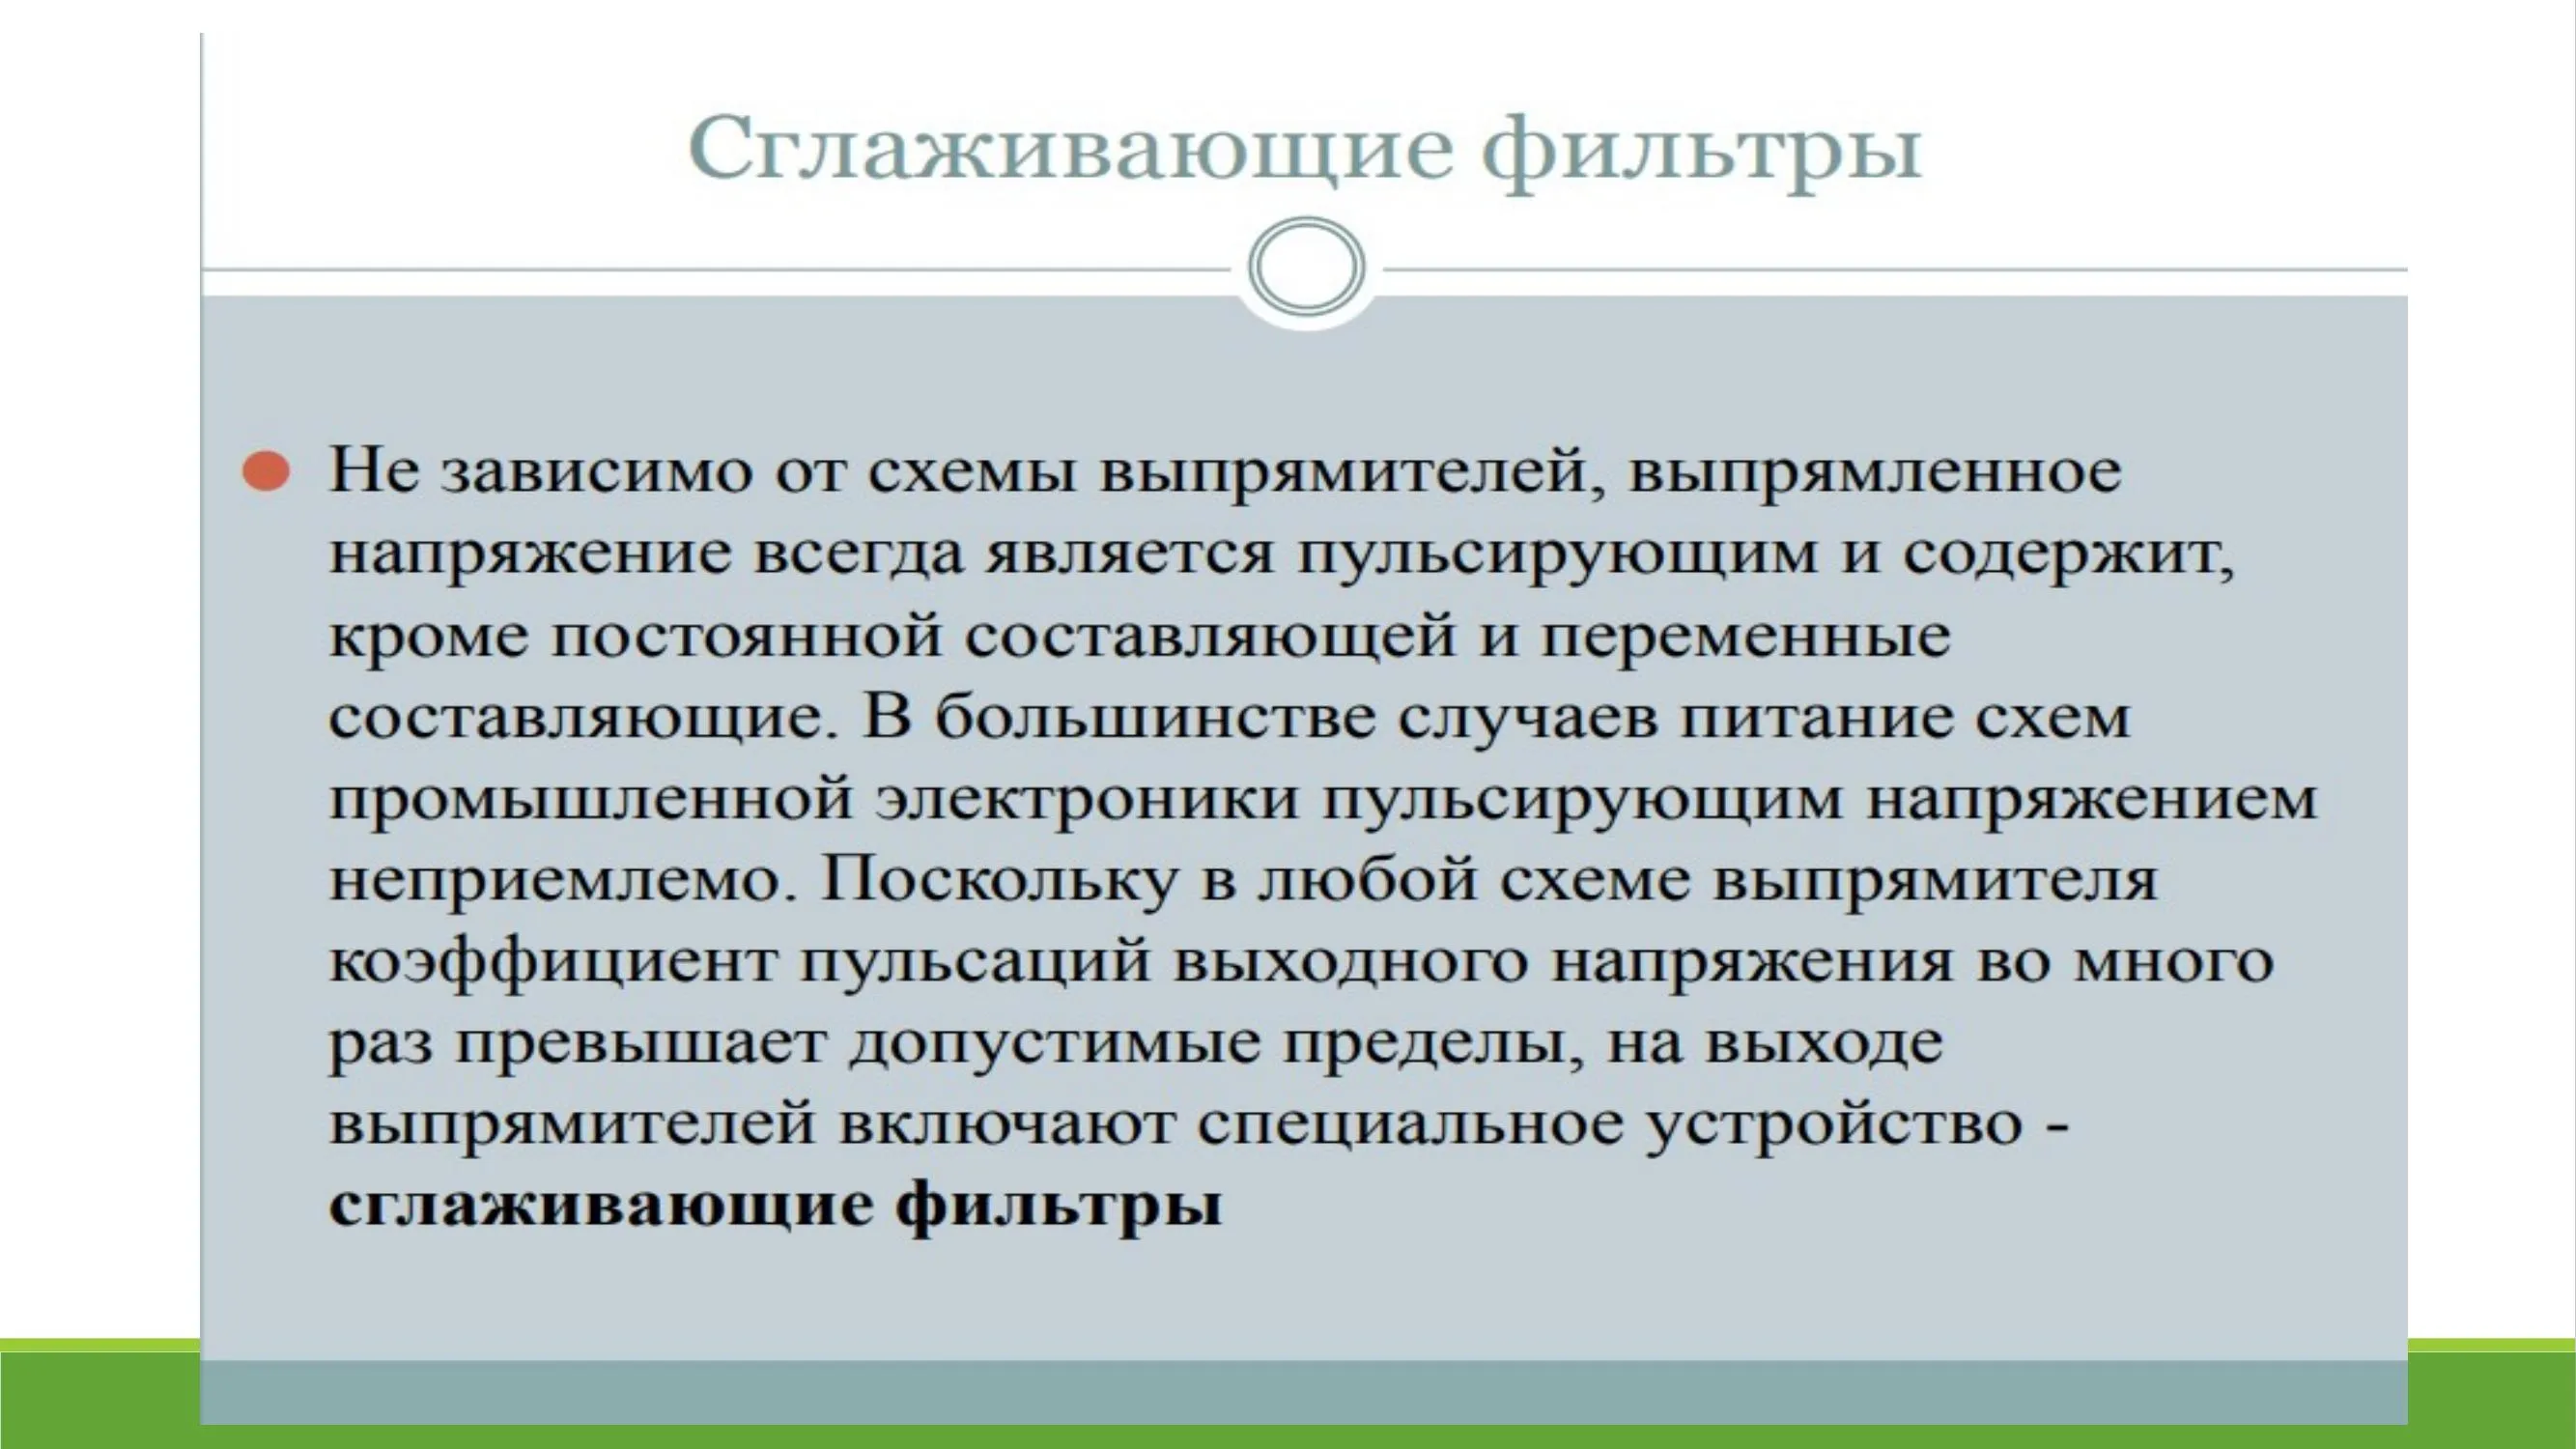 Сглаживающие фильтры
Не зависимо от схемы выпрямителей, выпрямленное
напряжение всегда является пульсирующим и содержит,
кроме постоянной составляющей и переменные
составляющие. В большинстве случаев питание схем
промышленной электроники пульсирующим напряжением
неприемлемо. Поскольку в любой схеме выпрямителя
коэффициент пульсаций выходного напряжения во много
раз превышает допустимые пределы, на выходе
выпрямителей включают специальное устройство -
сглаживающие фильтры